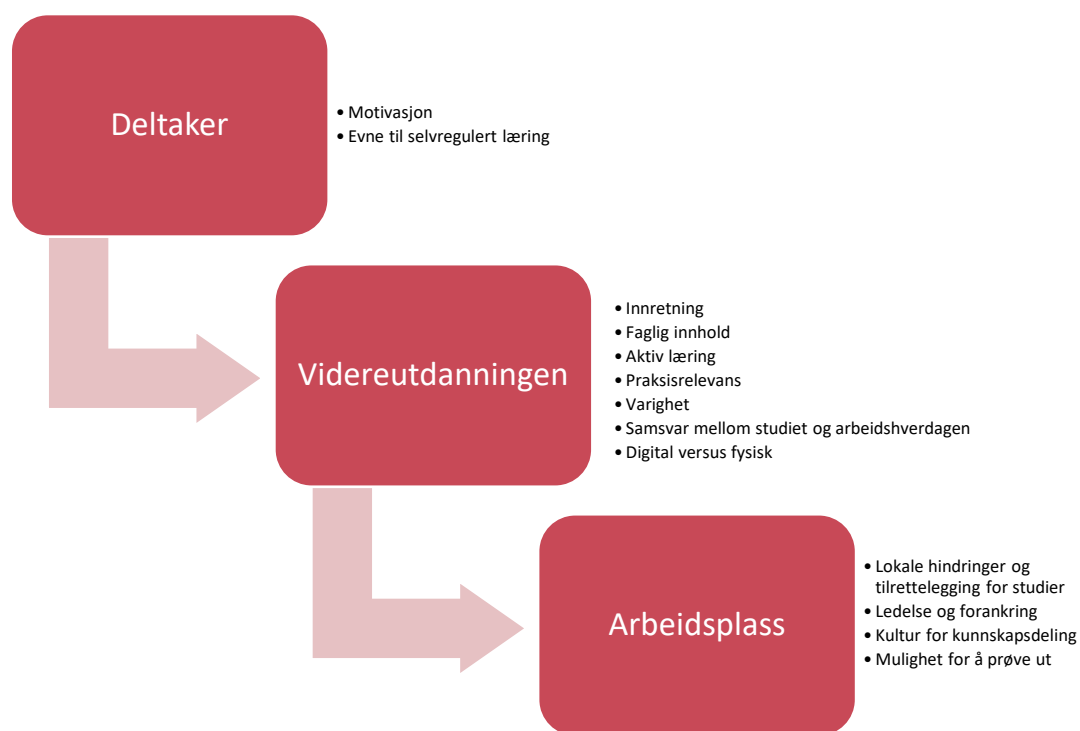 Deltaker
• Motivasjon
• Evne til selvregulert læring
Videreutdanningen
• Innretning
• Faglig innhold
• Aktiv læring
• Praksisrelevans
• Varighet
• Samsvar mellom studiet og arbeidshverdagen
• Digital versus fysisk
Arbeidsplass
• Lokale hindringer og
tilrettelegging for studier
• Ledelse og forankring
• Kultur for kunnskapsdeling
• Mulighet for å prøve ut